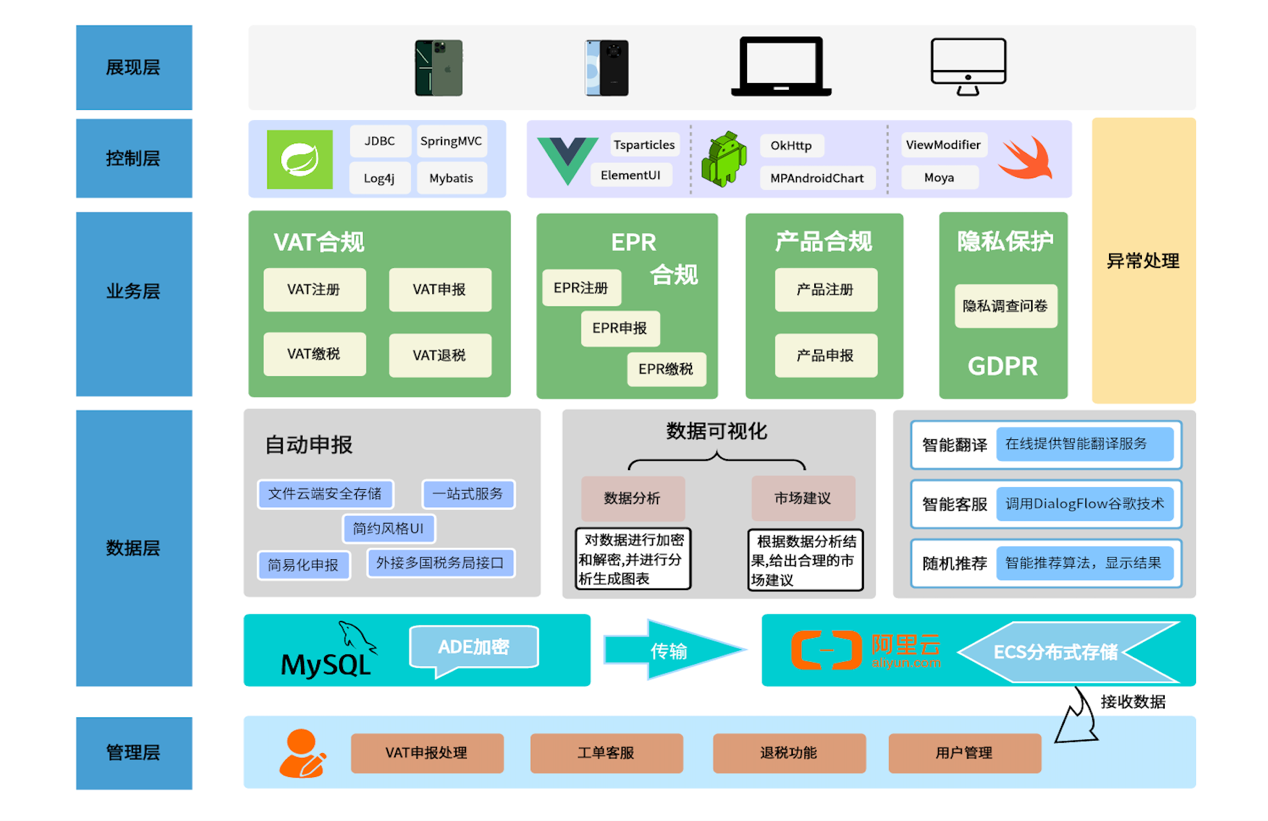 展现层
控制层
JDBC
SpringMVC
Log4j
Mybatis
Tsparticles
ElementUI
OkHttp
MPAndroidChart
ViewModifier
Moya
异常处理
业务层
VAT合规
VAT注册
VAT申报
VAT缴税
VAT退税
EPR
合规
EPR注册
EPR申报
EPR缴税
产品合规
产品注册
产品申报
隐私保护
隐私调查问卷
GDPR
数据层
自动申报
文件云端安全存储
一站式服务
简约风格UI
简易化申报
外接多国税务局接口
数据可视化
数据分析
市场建议
对数据进行加密
和解密,并进行分
析生成图表
根据数据分析结
果,给出合理的市
场建议
智能翻译
在线提供智能翻译服务
智能客服
调用DialogFlow谷歌技术
随机推荐
智能推荐算法，显示结果
MySQL
ADE加密
传输
阿里云
aliyun.com
ECS分布式存储
接收数据
管理层
VAT申报处理
工单客服
退税功能
用户管理